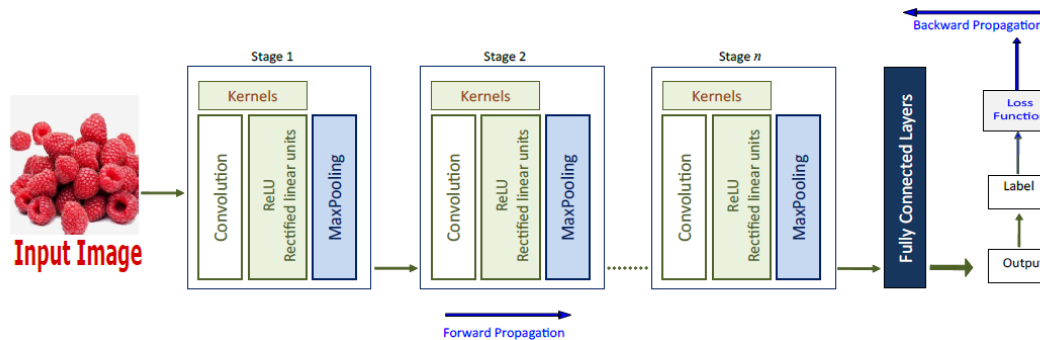 Backward Propagation
Stage 1
Stage 2
Stage n
Kernels
Kernels
Kernels
Convolution
ReLU
Rectified linear units
MaxPooling
Convolution
ReLU
Rectified linear units
MaxPooling
Convolution
ReLU
Rectified linear units
MaxPooling
Fully Connected Layers
Loss
Function
Label
Output
Input Image
Forward Propagation